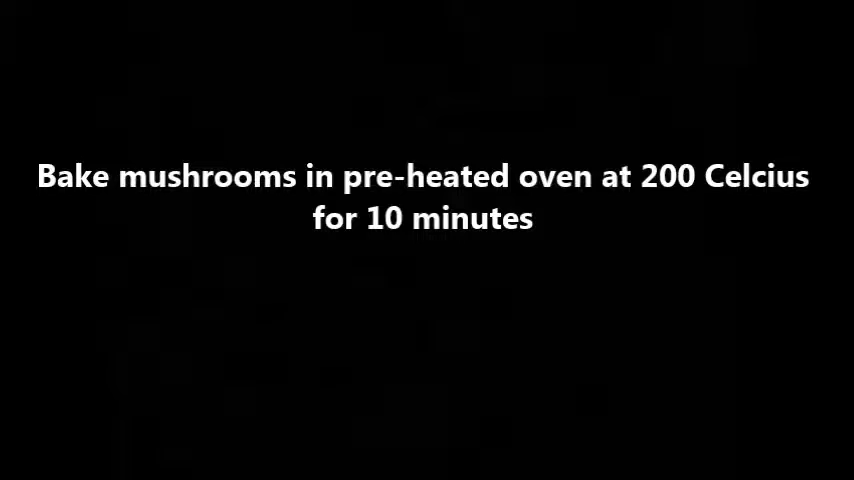 Bake mushrooms in pre-heated oven at 200 Celcius
for 10 minutes